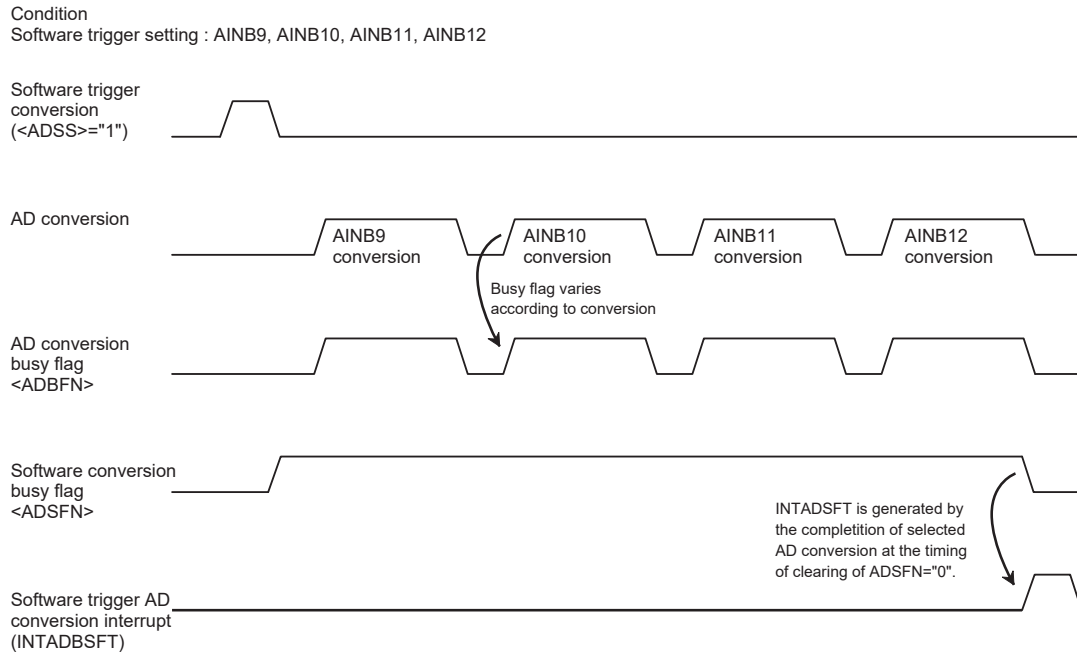 Condition
Software trigger setting : AINB9, AINB10, AINB11, AINB12
Software trigger
conversion
(<ADSS>="1")
AD conversion
AINB9
conversion
AINB10
conversion
AINB11
conversion
AINB12
conversion
Busy flag varies
according to conversion
AD conversion
busy flag
<ADBFN>
Software conversion
busy flag
<ADSFN>
INTADSFT is generated by
the completition of selected
AD conversion at the timing
of clearing of ADSFN="0".
Software trigger AD
conversion interrupt
(INTADBSFT)